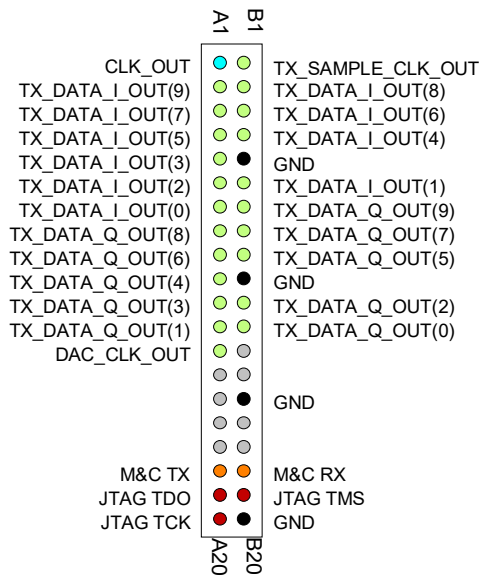 A1 B1
CLK_OUT TX_SAMPLE_CLK_OUT
TX_DATA_I_OUT(9) TX_DATA_I_OUT(8)
TX_DATA_I_OUT(7) TX_DATA_I_OUT(6)
TX_DATA_I_OUT(5) TX_DATA_I_OUT(4)
TX_DATA_I_OUT(3) GND
TX_DATA_I_OUT(2) TX_DATA_I_OUT(1)
TX_DATA_I_OUT(0) TX_DATA_Q_OUT(9)
TX_DATA_Q_OUT(8) TX_DATA_Q_OUT(7)
TX_DATA_Q_OUT(6) TX_DATA_Q_OUT(5)
TX_DATA_Q_OUT(4) GND
TX_DATA_Q_OUT(3) TX_DATA_Q_OUT(2)
TX_DATA_Q_OUT(1) TX_DATA_Q_OUT(0)
DAC_CLK_OUT
GND
M&C TX M&C RX
JTAG TDO JTAG TMS
JTAG TCK GND
A20 B20